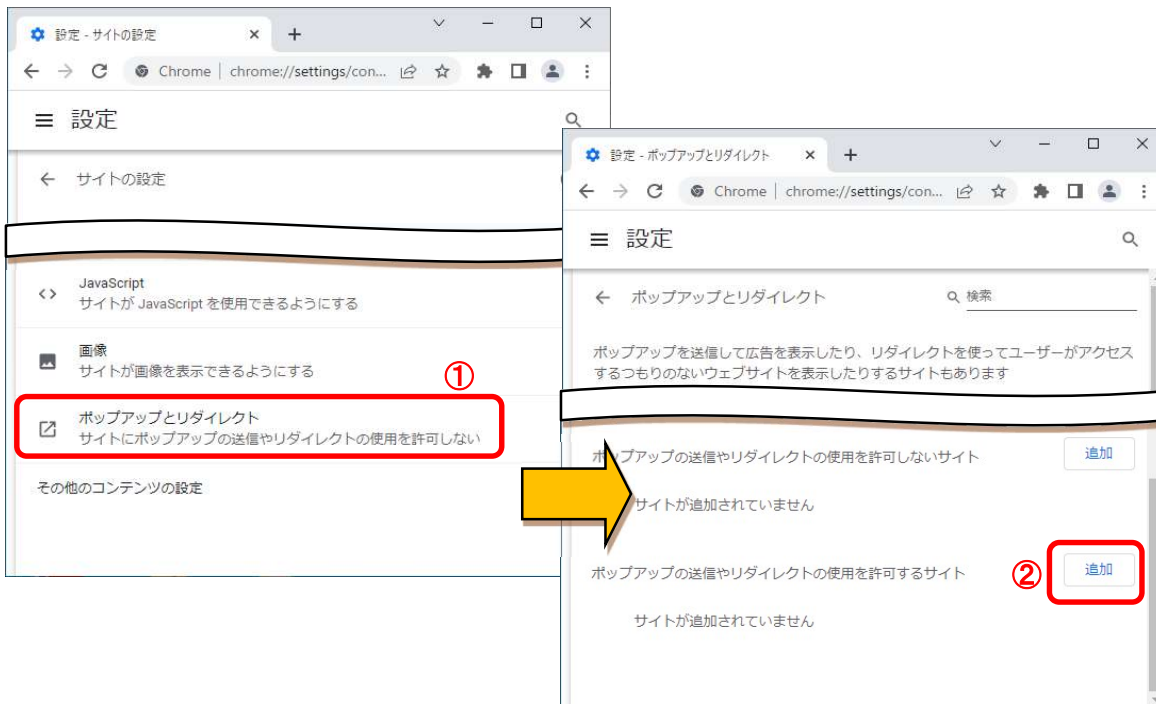 設定 - サイトの設定
Chrome | chrome://settings/con...
設定
サイトの設定
JavaScript
サイトが JavaScript を使用できるようにする
画像
サイトが画像を表示できるようにする
①
ポップアップとリダイレクト
サイトにポップアップの送信やリダイレクトの使用を許可しない
その他のコンテンツの設定
設定 - ポップアップとリダイレクト
Chrome | chrome://settings/con...
設定
ポップアップとリダイレクト
検索
ポップアップを送信して広告を表示したり、リダイレクトを使ってユーザーがアクセス
するつもりのないウェブサイトを表示したりするサイトもあります
ポップアップの送信やリダイレクトの使用を許可しないサイト
追加
サイトが追加されていません
ポップアップの送信やリダイレクトの使用を許可するサイト
②
追加
サイトが追加されていません